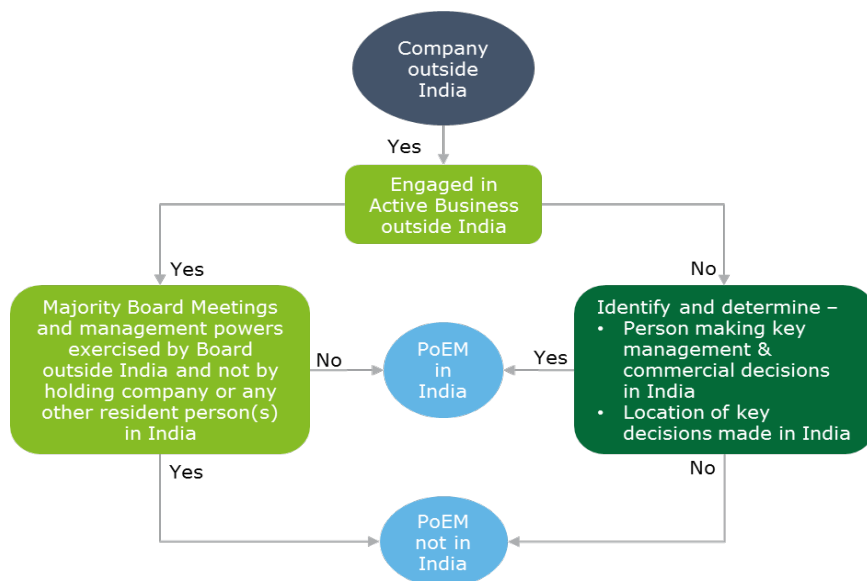 Company
outside
India
Yes
Engaged in
Active Business
outside India
Yes
No
Majority Board Meetings
and management powers
exercised by Board
outside India and not by
holding company or any
other resident person(s)
in India
No
PoEM
in
India
Yes
Identify and determine –
• Person making key
management &
commercial decisions
in India
• Location of key
decisions made in India
Yes
No
PoEM
not in
India